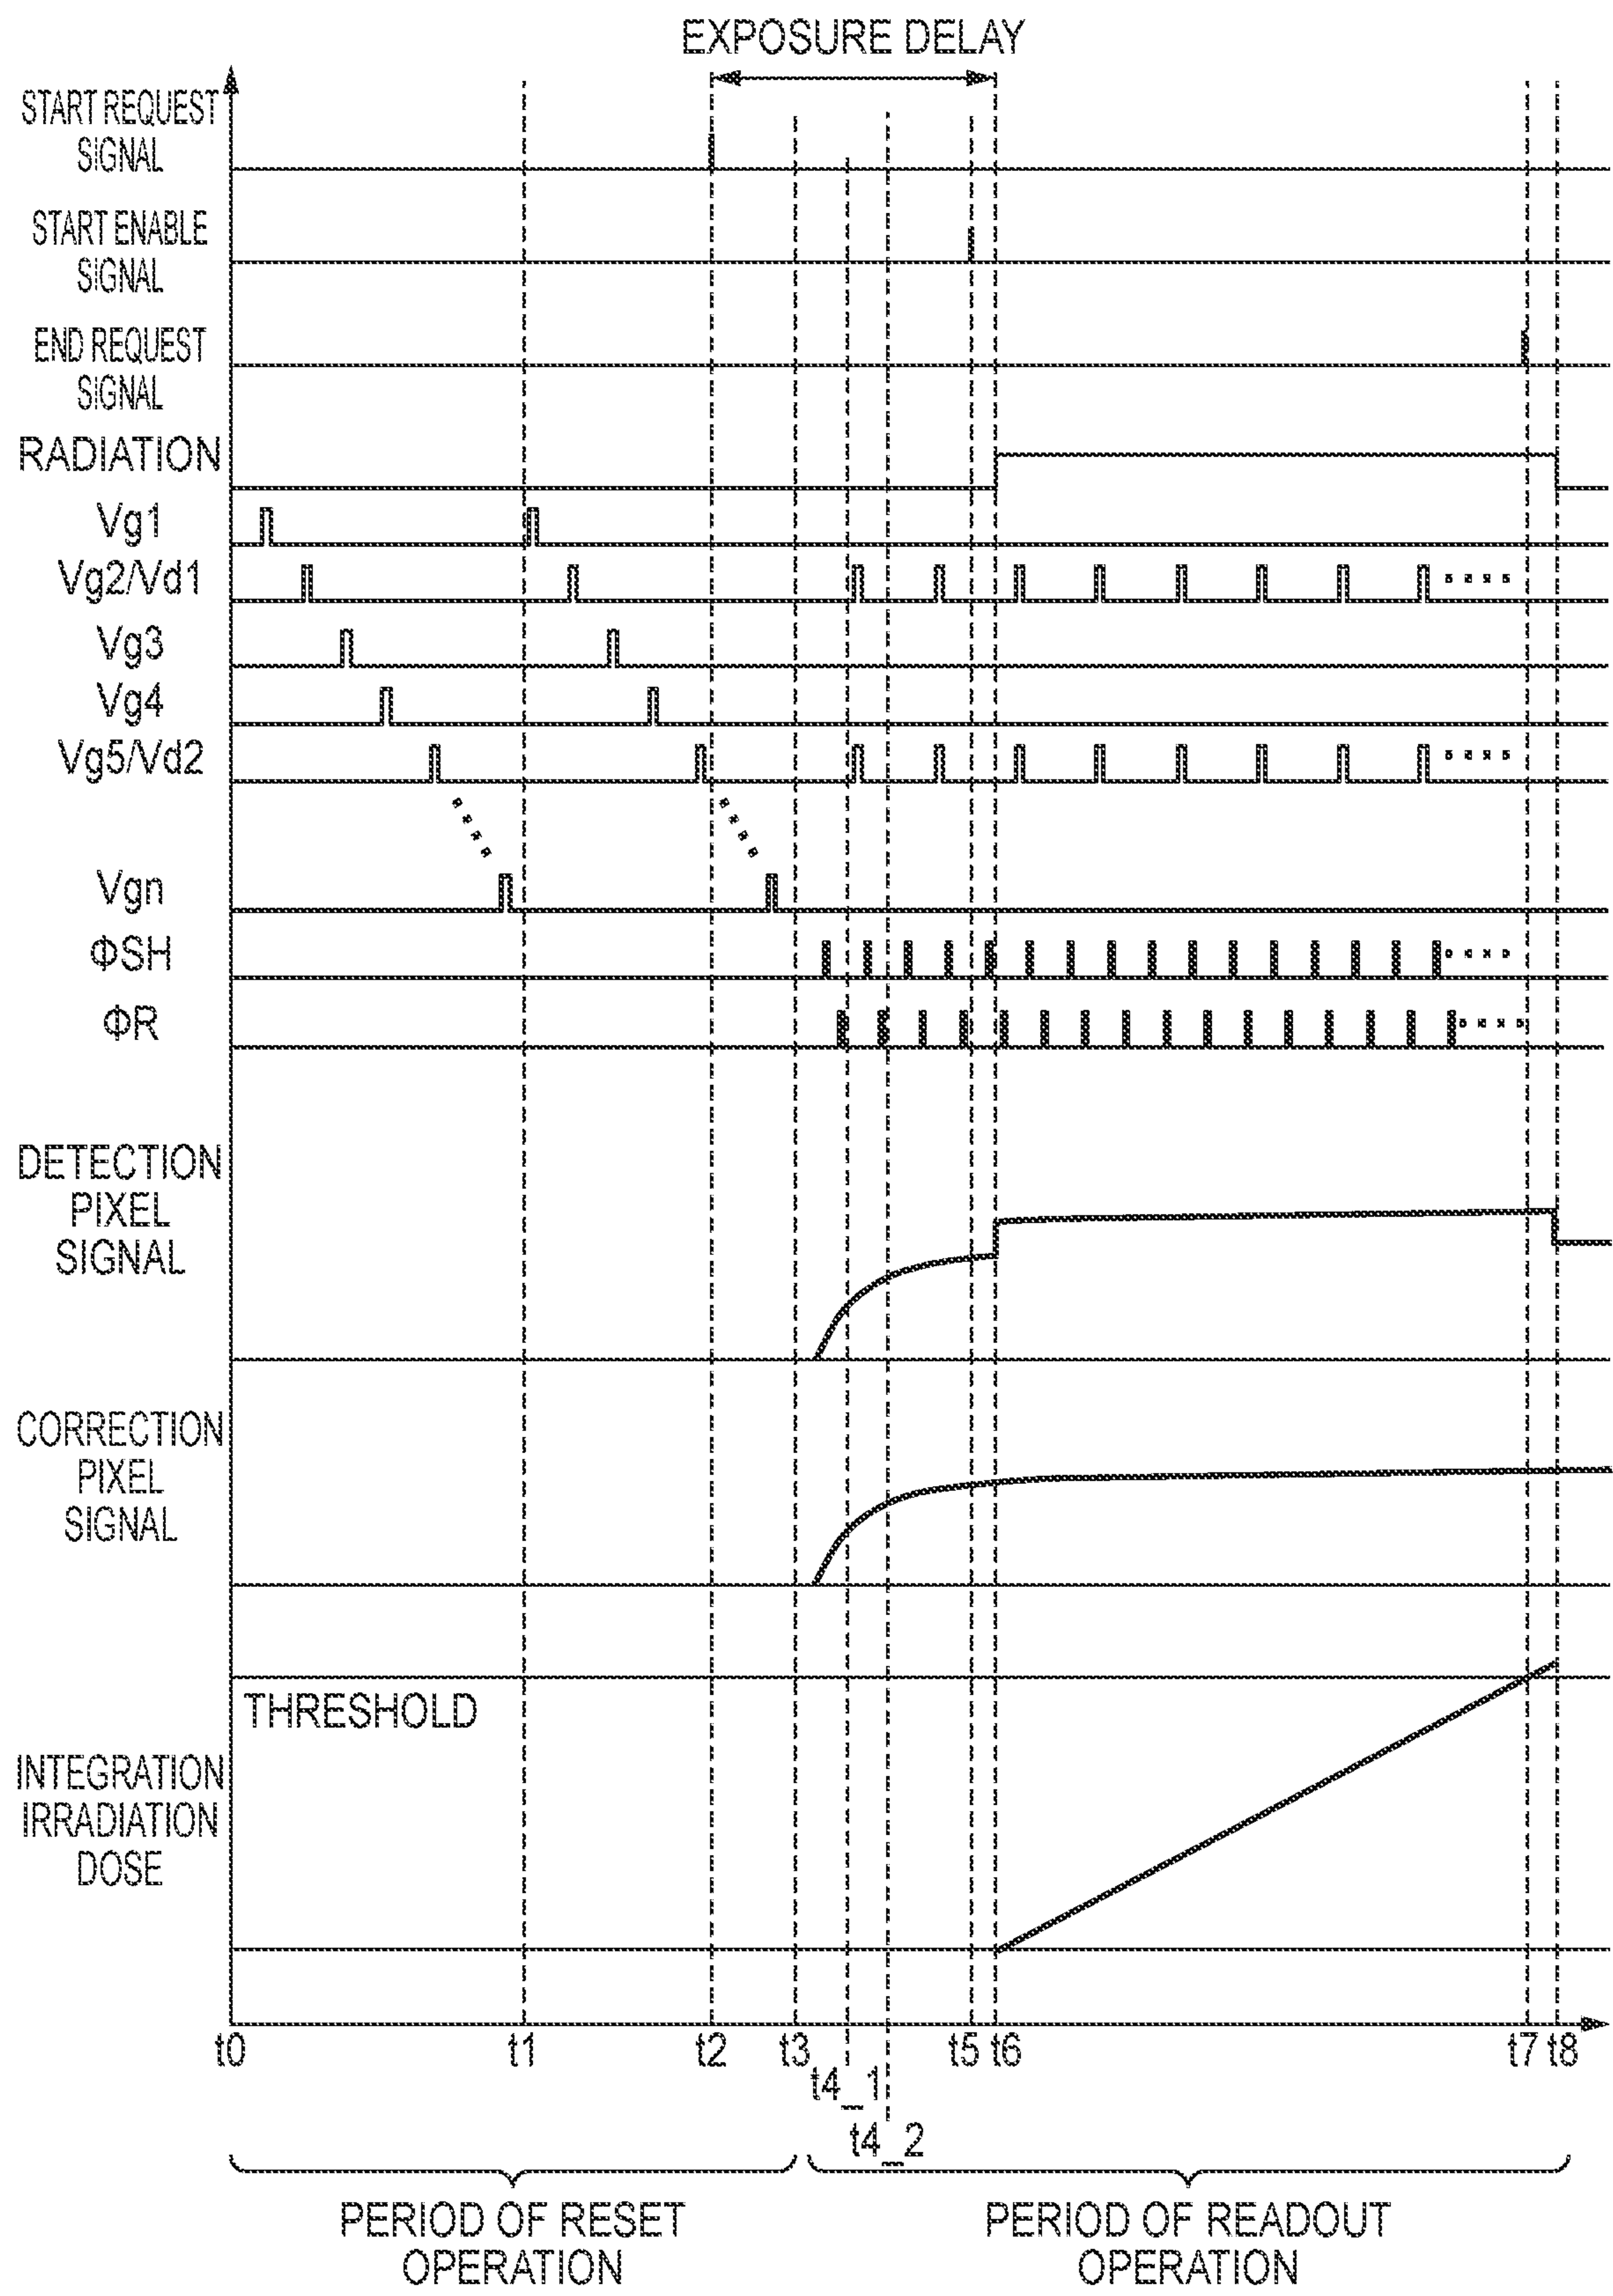 EXPOSURE DELAY
START REQUEST
SIGNAL
START ENABLE
SIGNAL
END REQUEST
SIGNAL
RADIATION
Vg1
Vg2/Vd1
Vg3
Vg4
Vg5/Vd2
Vgn
ΦSH
ΦR
DETECTION
PIXEL
SIGNAL
CORRECTION
PIXEL
SIGNAL
THRESHOLD
INTEGRATION
IRRADIATION
DOSE
t0 t1 t2 t3 t5 t6 t7 t8
t4_1
t4_2
PERIOD OF RESET
OPERATION
PERIOD OF READOUT
OPERATION